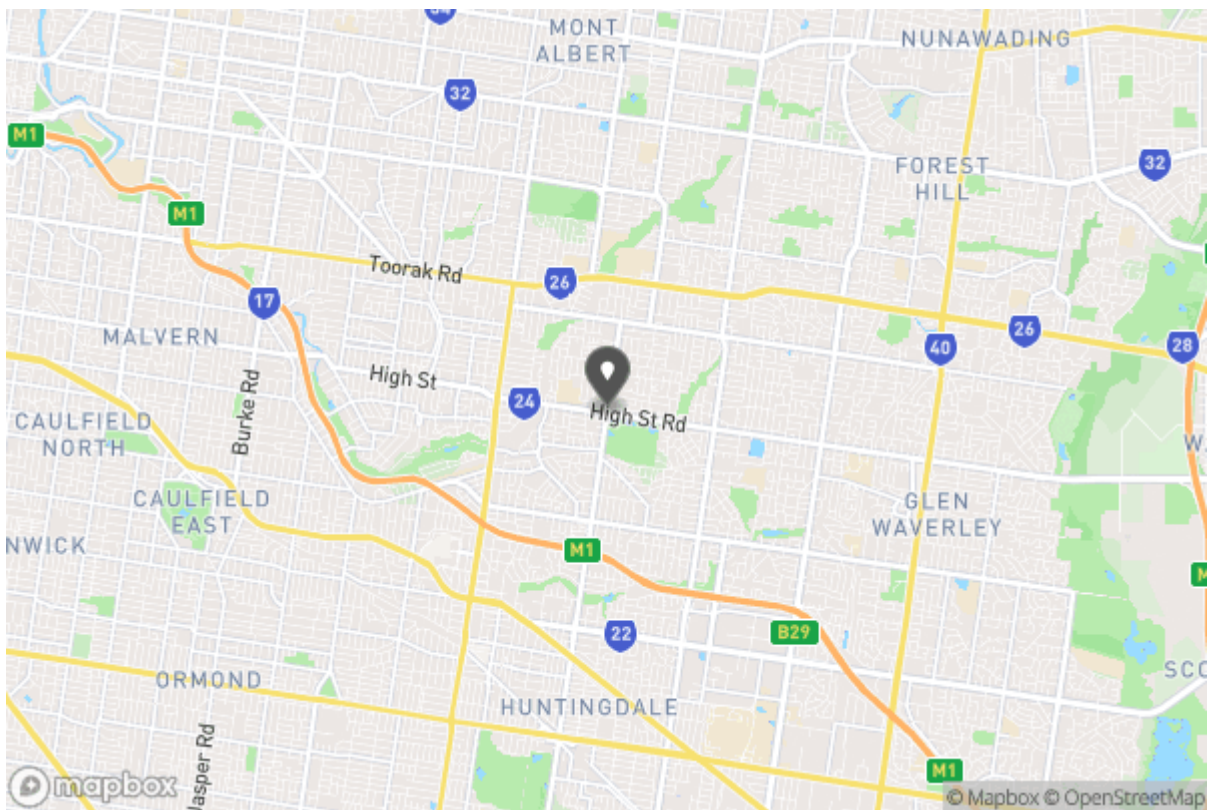 MONT
ALBERT
NUNAWADING
32
M1
FOREST
HILL
32
M1
Toorak Rd
26
17
26
28
MALVERN
40
High St
24
High St Rd
Burke Rd
CAULFIELD
NORTH
W.
CAULFIELD
EAST
GLEN
WAVERLEY
NWICK
M1
M
22
B29
ORMOND
SCO
HUNTINGDALE
Jasper Rd
M1
mapbox
© Mapbox © OpenStreetMap